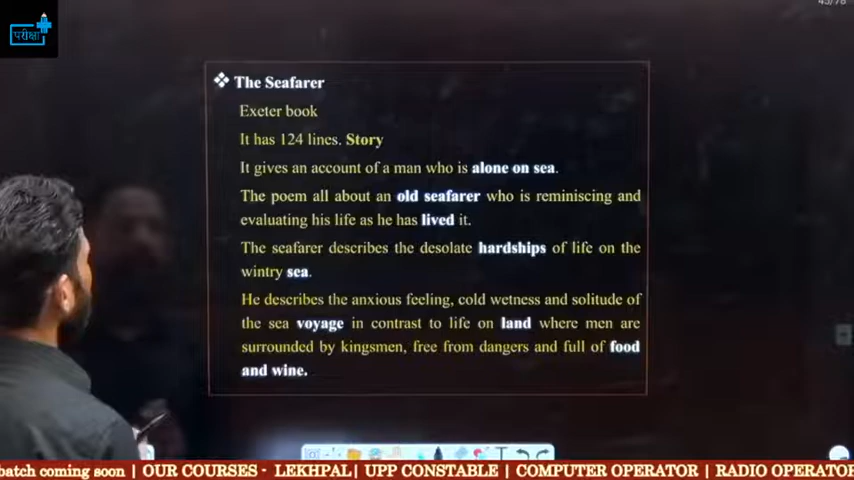 43/78
परीक्षा
❖ The Seafarer
Exeter book
It has 124 lines. Story
It gives an account of a man who is alone on sea.
The poem all about an old seafarer who is reminiscing and
evaluating his life as he has lived it.
The seafarer describes the desolate hardships of life on the
wintry sea.
He describes the anxious feeling, cold wetness and solitude of
the sea voyage in contrast to life on land where men are
surrounded by kingsmen, free from dangers and full of food
and wine.
batch coming soon | OUR COURSES - LEKHPAL| UPP CONSTABLE | COMPUTER OPERATOR | RADIO OPERATOR